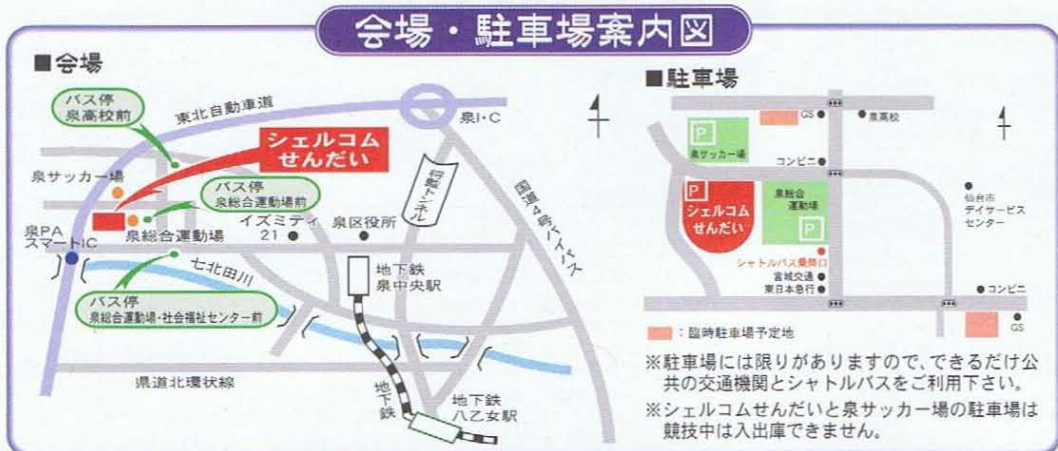 会場・駐車場案内図
■会場
バス停
泉高校前
東北自動車道
泉I・C
シェルコム
せんだい
泉サッカー場
バス停
泉総合運動場前
将監トンネル
国道4号バイパス
イズミティ
21
泉区役所
泉PA
スマートIC
泉総合運動場
七北田川
地下鉄
泉中央駅
バス停
泉総合運動場・社会福祉センター前
県道北環状線
地下鉄
地下鉄
八乙女駅
■駐車場
GS
泉高校
P
泉サッカー場
コンビニ
P
シェルコム
せんだい
泉総合
運動場
P
仙台市
デイサービス
センター
シャトルバス乗降口
宮城交通
東日本急行
コンビニ
GS
:臨時駐車場予定地
※駐車場には限りがありますので、できるだけ公
共の交通機関とシャトルバスをご利用下さい。
※シェルコムせんだいと泉サッカー場の駐車場は
競技中は入出庫できません。